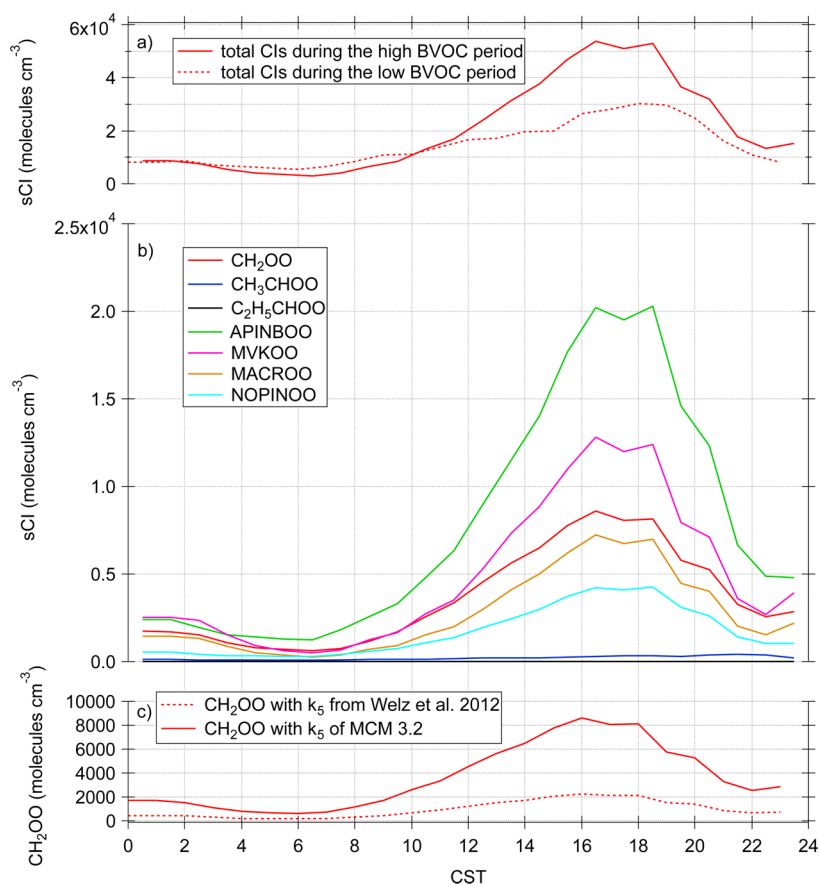 6x10⁴
a)
total CIs during the high BVOC period
total CIs during the low BVOC period
4
2
0
sCI (molecules cm⁻³)
2.5x10⁴
b)
CH₂OO
CH₃CHOO
C₂H₅CHOO
APINBOO
MVKOO
MACROO
NOPINOO
2.0
1.5
1.0
0.5
0.0
sCI (molecules cm⁻³)
10000
c)
CH₂OO with k₅ from Welz et al. 2012
CH₂OO with k₅ of MCM 3.2
8000
6000
4000
2000
0
CH₂OO (molecules cm⁻³)
0 2 4 6 8 10 12 14 16 18 20 22 24
CST